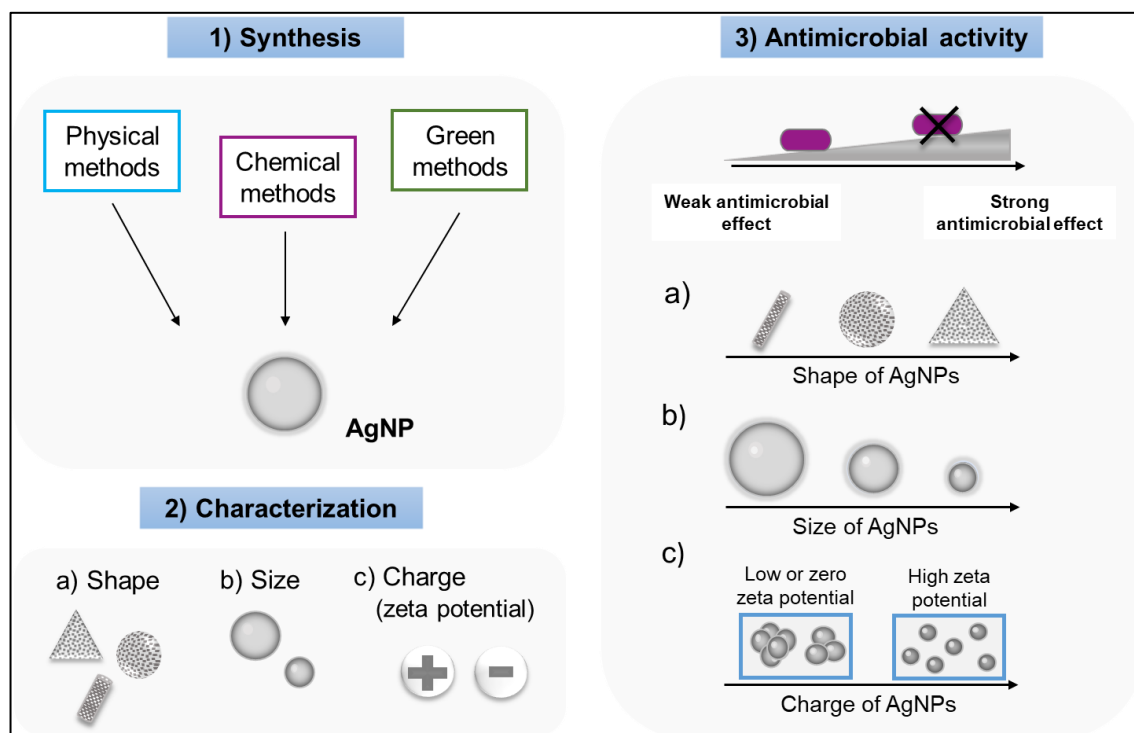 1) Synthesis
Physical
methods
Chemical
methods
Green
methods
AgNP
2) Characterization
a) Shape
b) Size
c) Charge
(zeta potential)
3) Antimicrobial activity
Weak antimicrobial
effect
Strong
antimicrobial effect
a)
Shape of AgNPs
b)
Size of AgNPs
c)
Low or zero
zeta potential
High zeta
potential
Charge of AgNPs